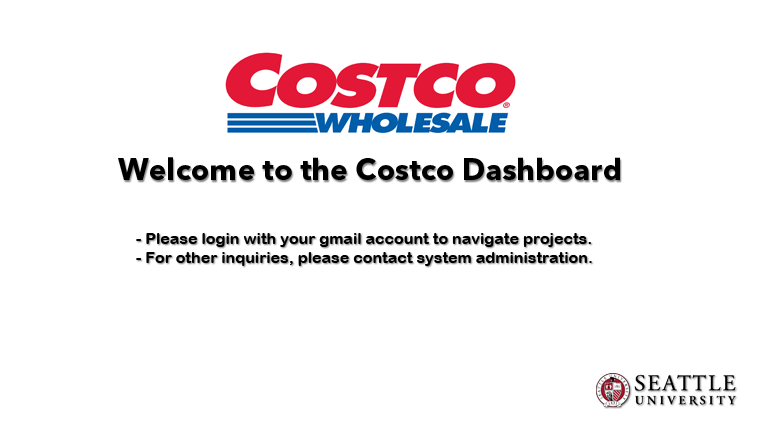 COSTCO®
WHOLESALE
Welcome to the Costco Dashboard
- Please login with your gmail account to navigate projects.
- For other inquiries, please contact system administration.
SEATTLE
UNIVERSITY